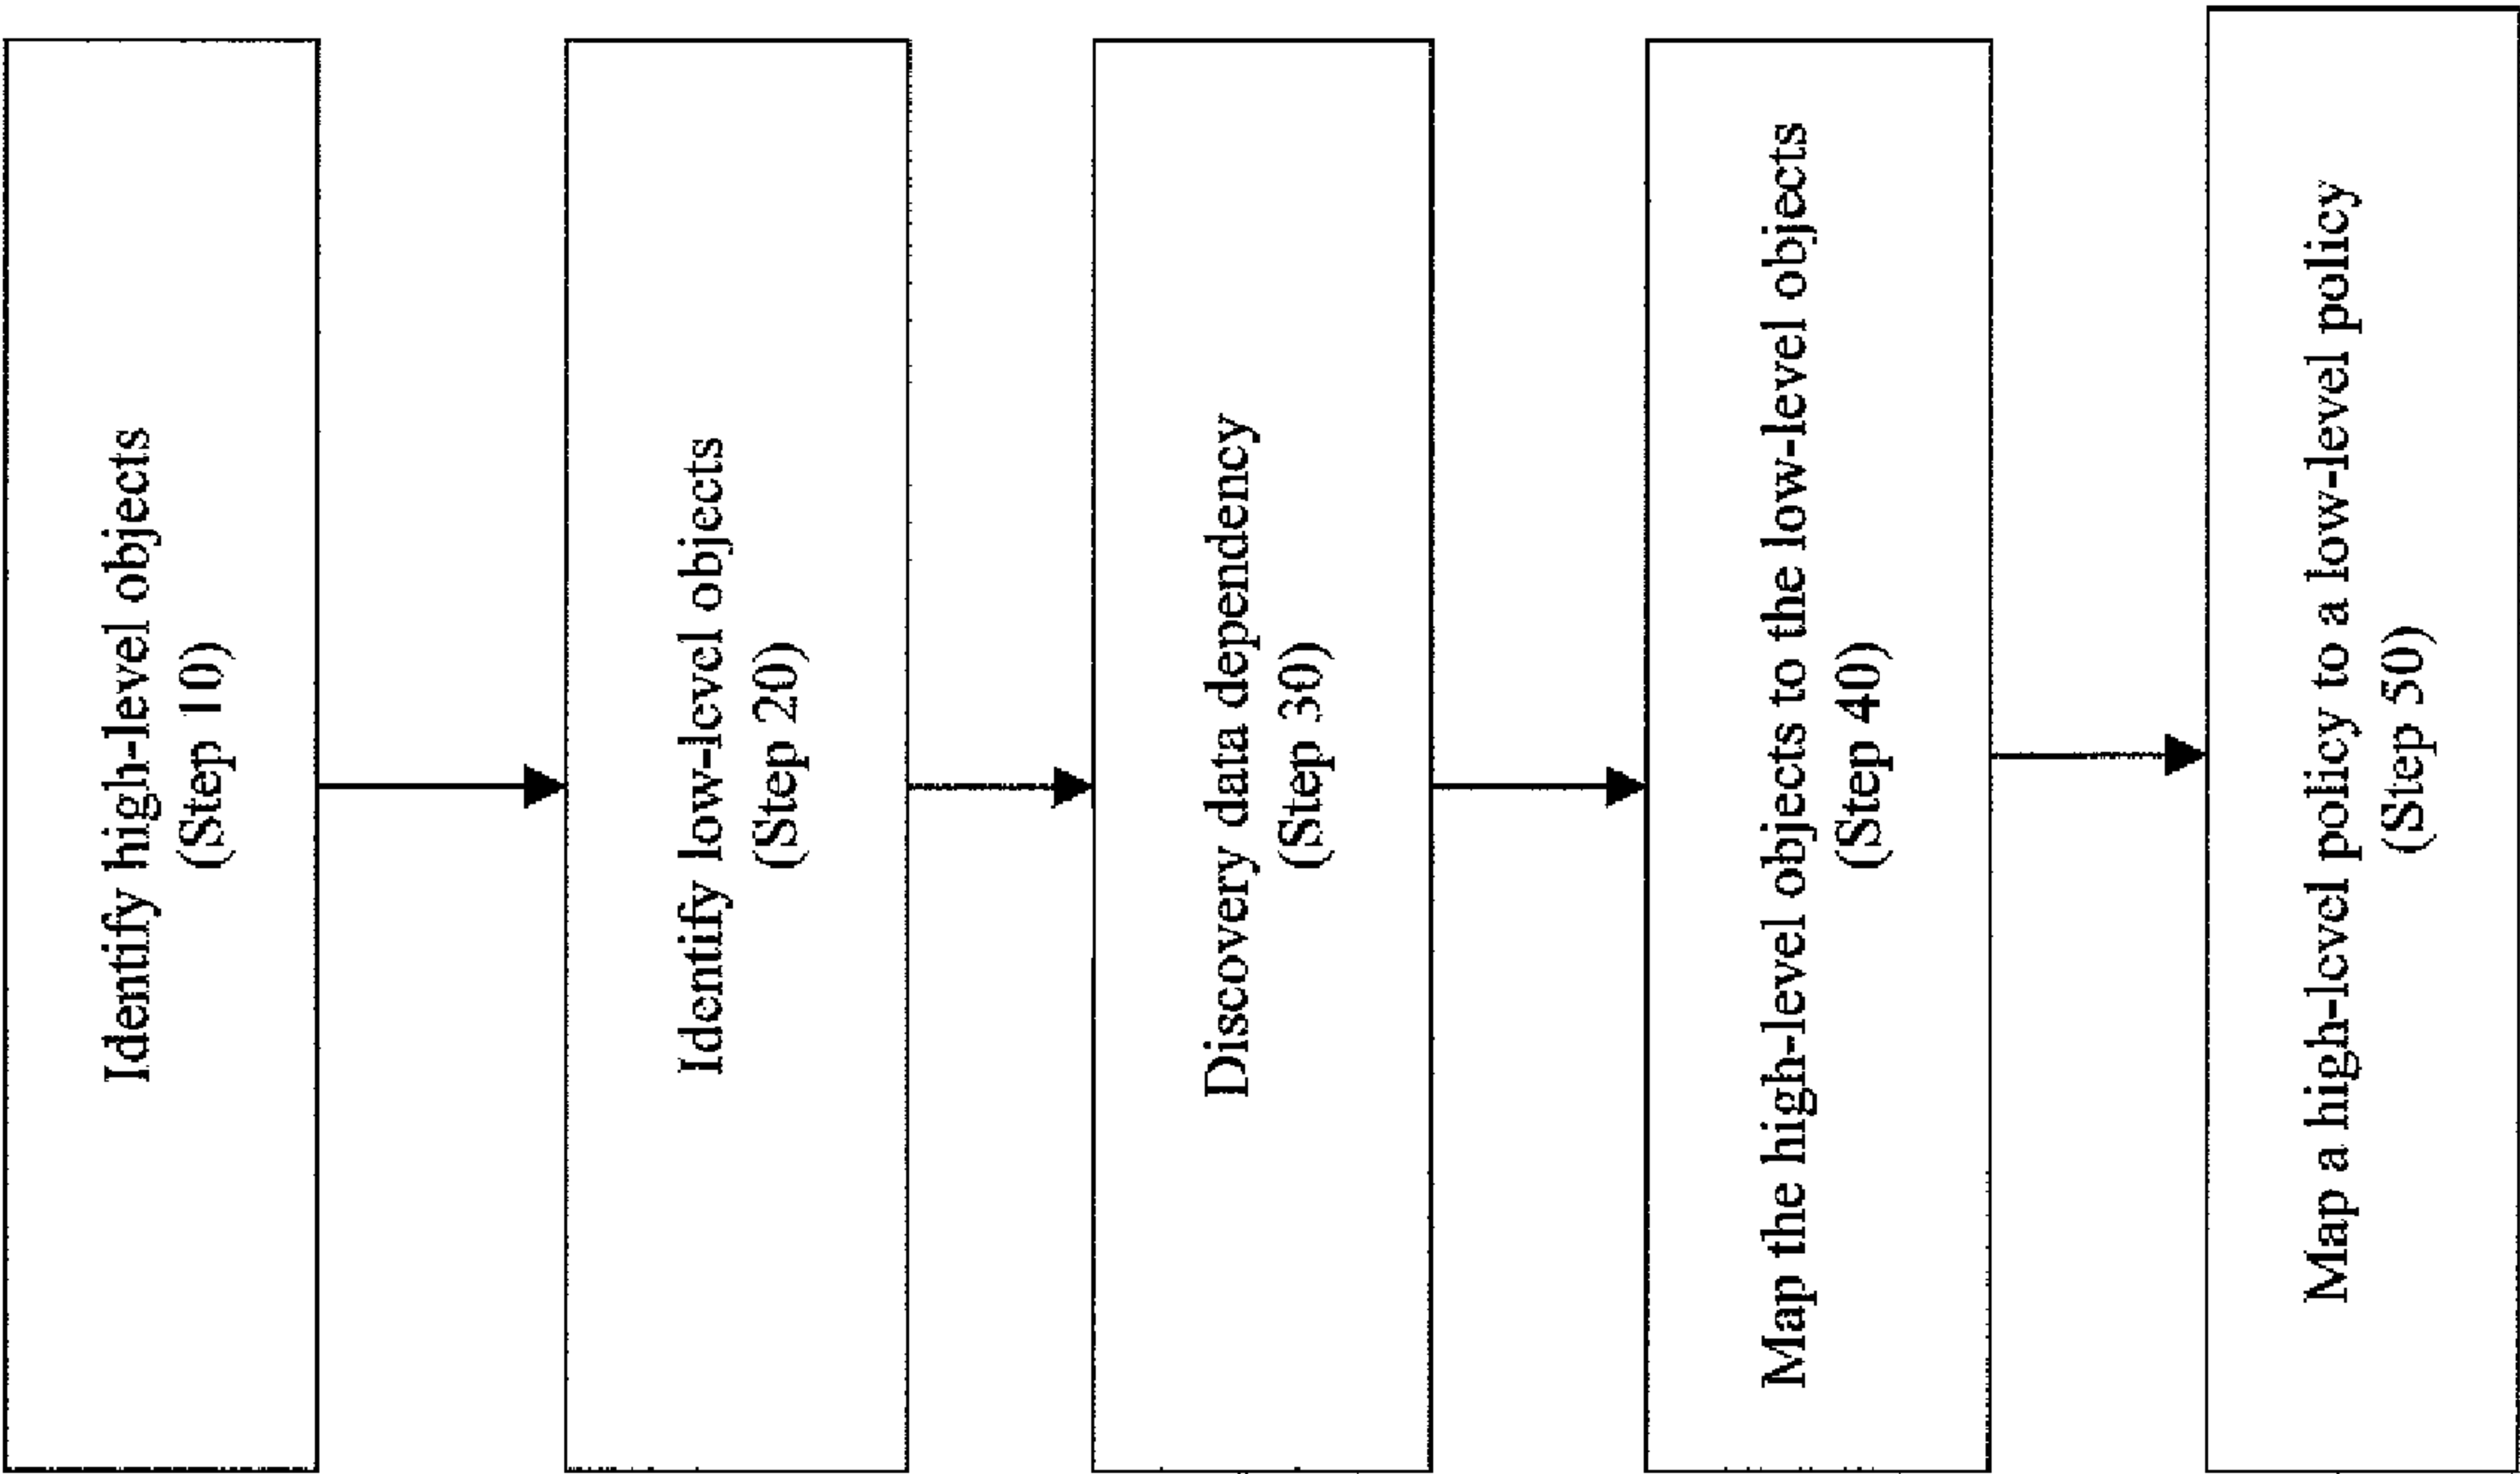 Identify high-level objects
(Step 10)
Identify low-level objects
(Step 20)
Discovery data dependency
(Step 30)
Map the high-level objects to the low-level objects
(Step 40)
Map a high-level policy to a low-level policy
(Step 50)